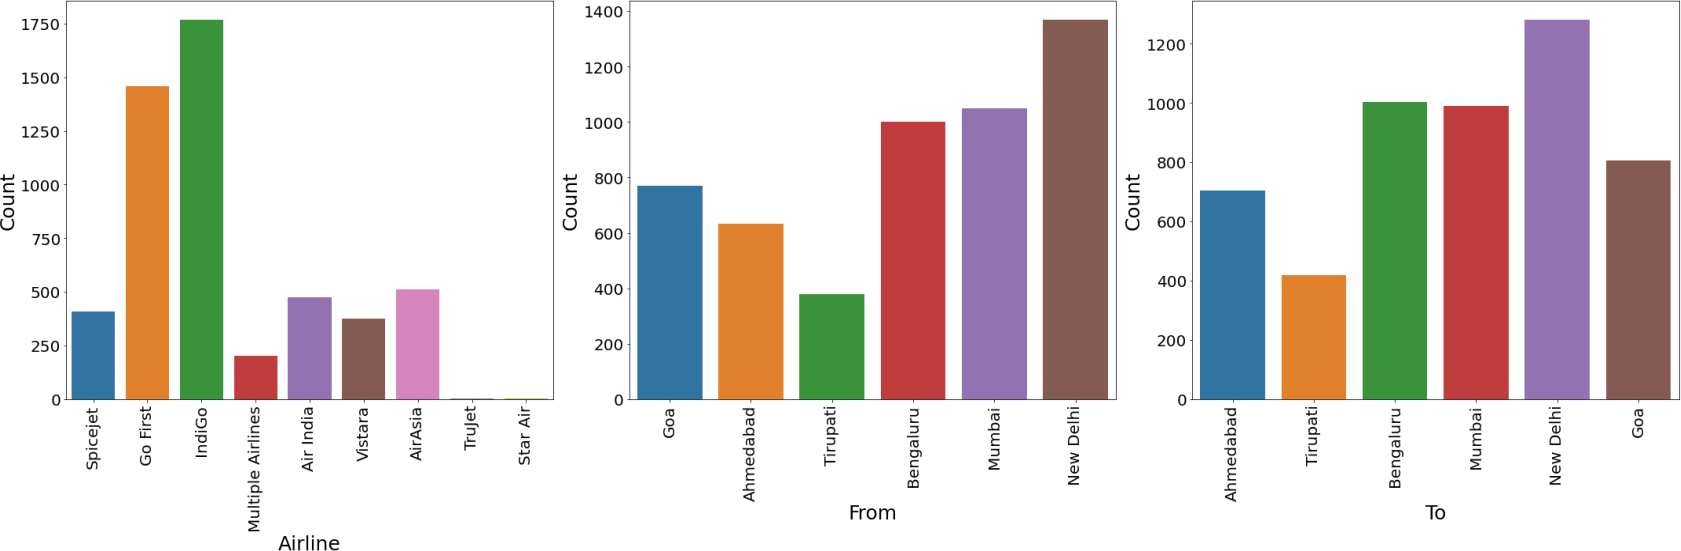 1750
1500
1250
1000
750
500
250
0
Count
Spicejet
Go First
IndiGo
Multiple Airlines
Air India
Vistara
AirAsia
TruJet
Star Air
Airline
1400
1200
1000
800
600
400
200
0
Count
Goa
Ahmedabad
Tirupati
Bengaluru
Mumbai
New Delhi
From
1200
1000
800
600
400
200
0
Count
Ahmedabad
Tirupati
Bengaluru
Mumbai
New Delhi
Goa
To